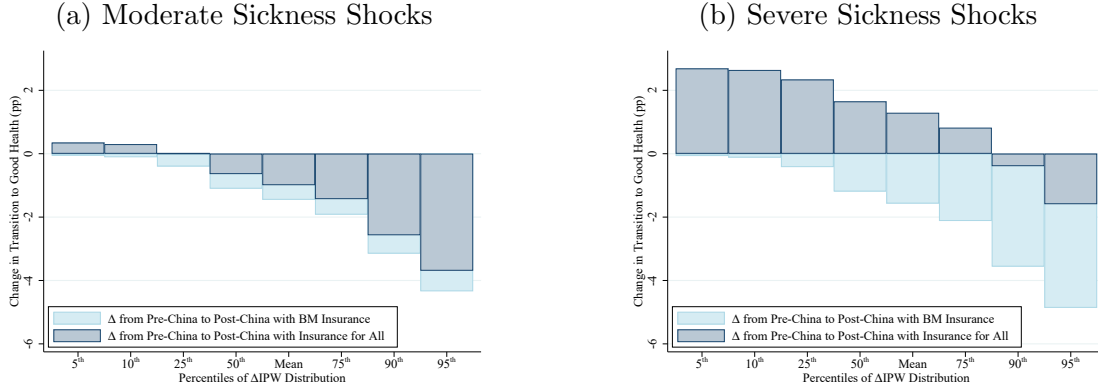 (a) Moderate Sickness Shocks
Change in Transition to Good Health (pp)
2
0
-2
-4
-6
Δ from Pre-China to Post-China with BM Insurance
Δ from Pre-China to Post-China with Insurance for All
5th 10th 25th 50th Mean 75th 90th 95th
Percentiles of ΔIPW Distribution
(b) Severe Sickness Shocks
Change in Transition to Good Health (pp)
2
0
-2
-4
-6
Δ from Pre-China to Post-China with BM Insurance
Δ from Pre-China to Post-China with Insurance for All
5th 10th 25th 50th Mean 75th 90th 95th
Percentiles of ΔIPW Distribution